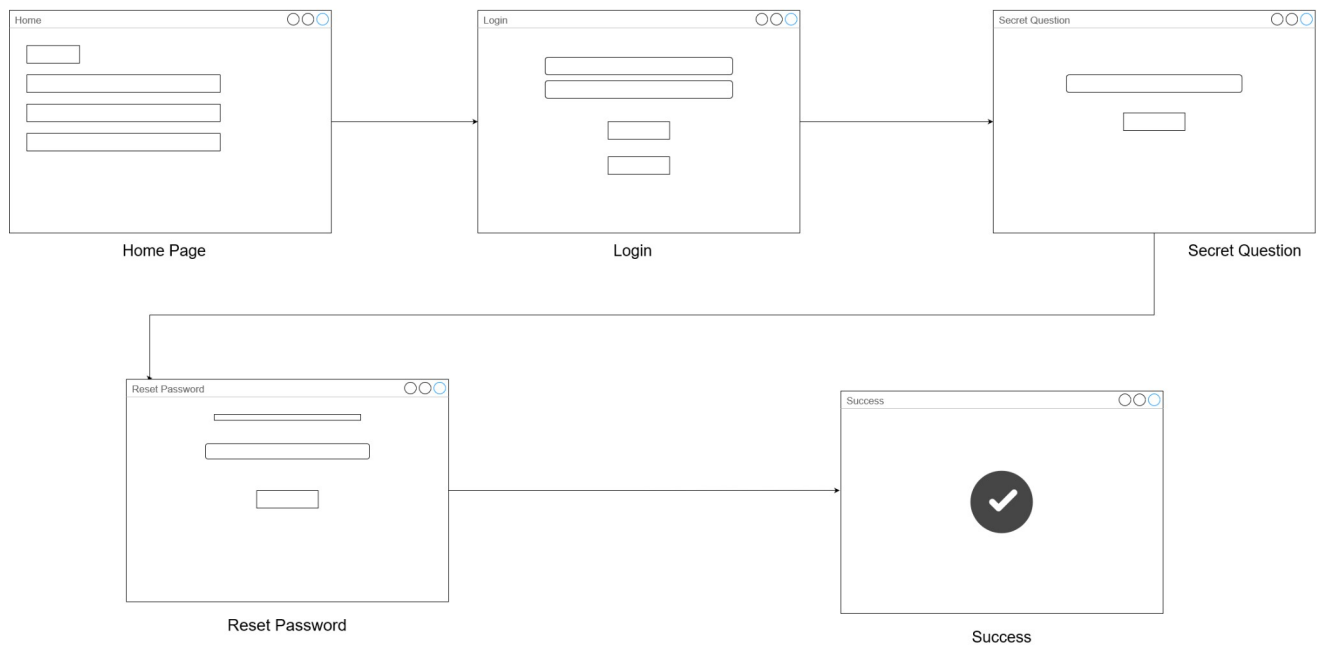 Home
Login
Secret Question
Home Page
Login
Secret Question
Reset Password
Success
Reset Password
Success